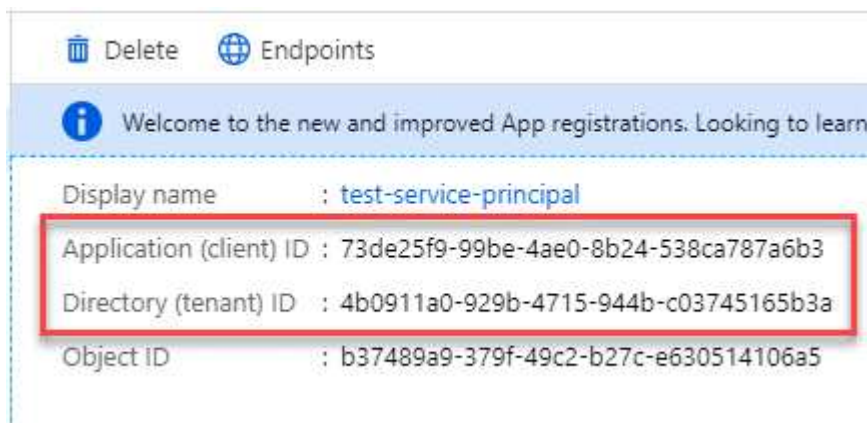 Delete Endpoints
Welcome to the new and improved App registrations. Looking to learn
Display name : test-service-principal
Application (client) ID : 73de25f9-99be-4ae0-8b24-538ca787a6b3
Directory (tenant) ID : 4b0911a0-929b-4715-944b-c03745165b3a
Object ID : b37489a9-379f-49c2-b27c-e630514106a5